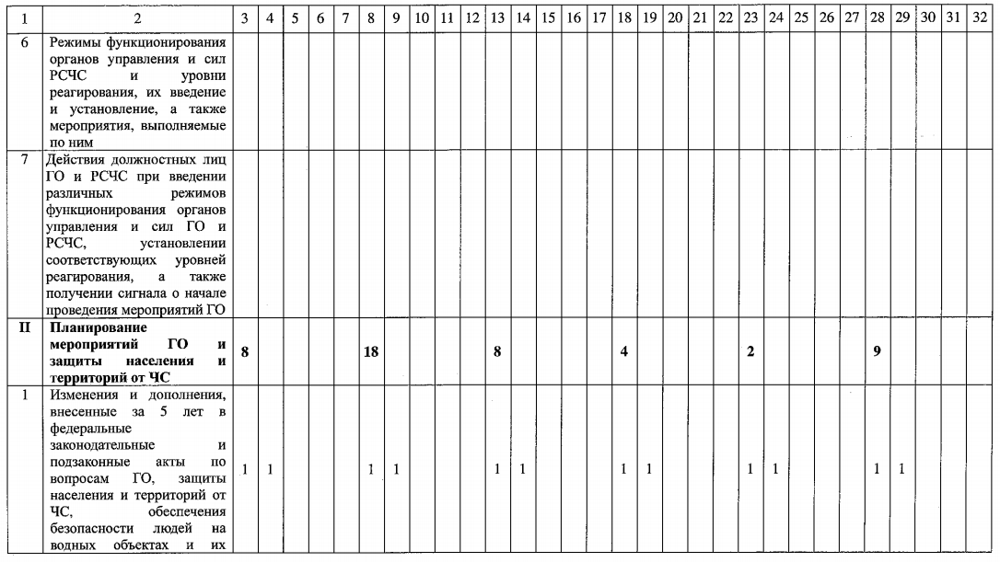 1 2 3 4 5 6 7 8 9 10 11 12 13 14 15 16 17 18 19 20 21 22 23 24 25 26 27 28 29 30 31 32
6 Режимы функционирования
органов управления и сил
РСЧС и уровни
реагирования, их введение
и установление, а также
мероприятия, выполняемые
по ним
7 Действия должностных лиц
ГО и РСЧС при введении
различных режимов
функционирования органов
управления и сил ГО и
РСЧС, установлении
соответствующих уровней
реагирования, а также
получении сигнала о начале
проведения мероприятий ГО
II Планирование
мероприятий ГО и
защиты населения и
территорий от ЧС
8 18 8 4 2 9
1 Изменения и дополнения,
внесенные за 5 лет в
федеральные
законодательные и
подзаконные акты по
вопросам ГО, защиты
населения и территорий от
ЧС, обеспечения
безопасности людей на
водных объектах и их
1 1 1 1 1 1 1 1 1 1 1 1